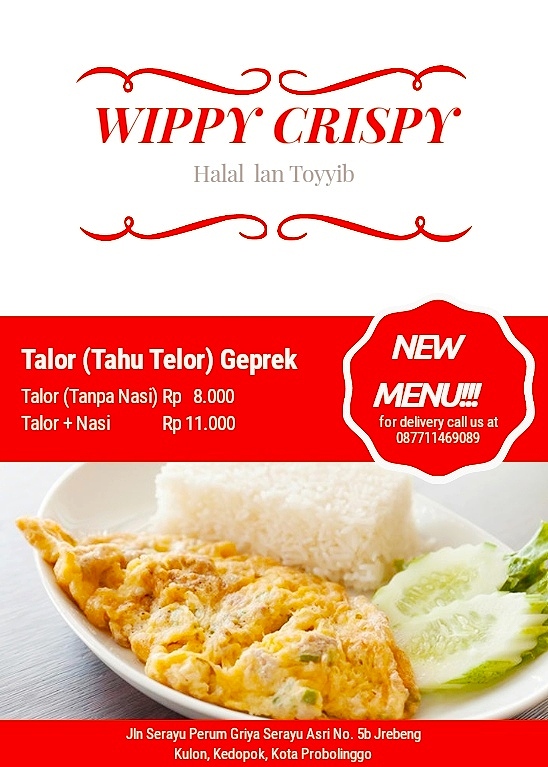 WIPPY CRISPY
Halal lan Toyyib
Talor (Tahu Telor) Geprek
Talor (Tanpa Nasi) Rp 8.000
Talor + Nasi Rp 11.000
NEW
MENU!!!
for delivery call us at
087711469089
Jln Serayu Perum Griya Serayu Asri No. 5b Jrebeng
Kulon, Kedopok, Kota Probolinggo